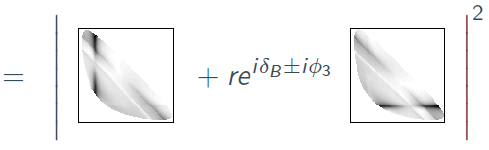 = | + re^{iδ_B±iϕ_3} |^2